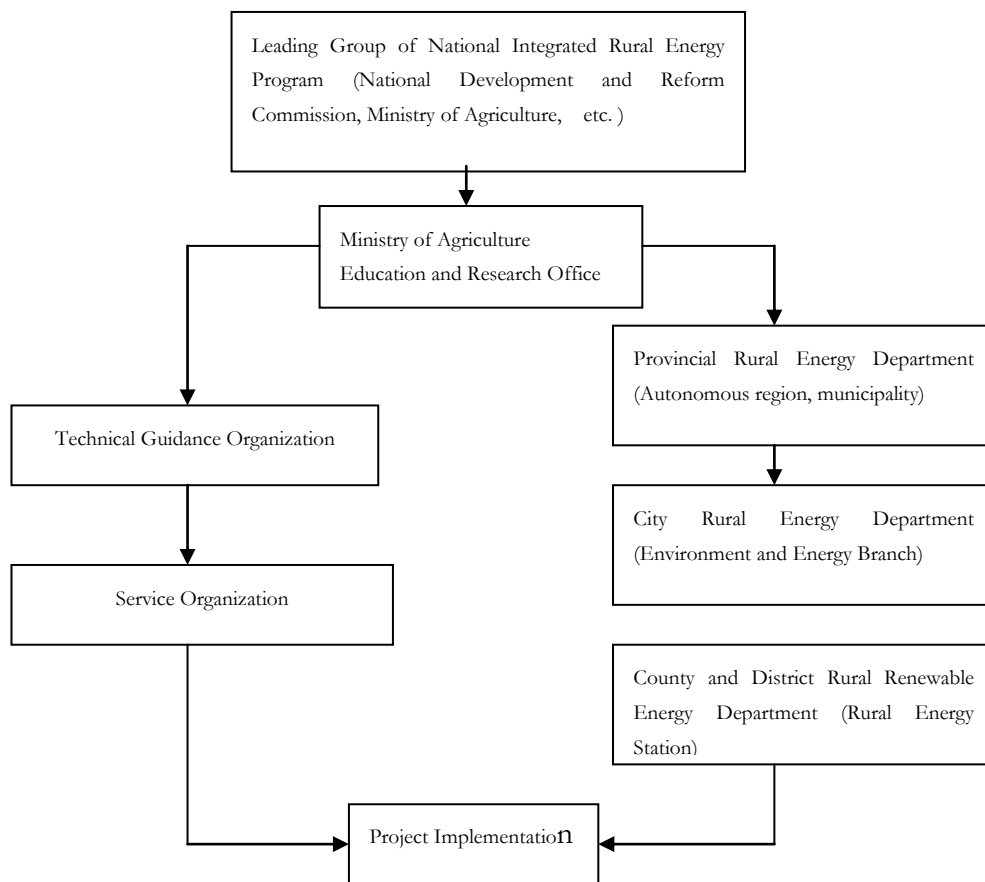 Leading Group of National Integrated Rural Energy
Program (National Development and Reform
Commission, Ministry of Agriculture, etc. )
Ministry of Agriculture
Education and Research Office
Provincial Rural Energy Department
(Autonomous region, municipality)
Technical Guidance Organization
City Rural Energy Department
(Environment and Energy Branch)
Service Organization
County and District Rural Renewable
Energy Department (Rural Energy
Station)
Project Implementation